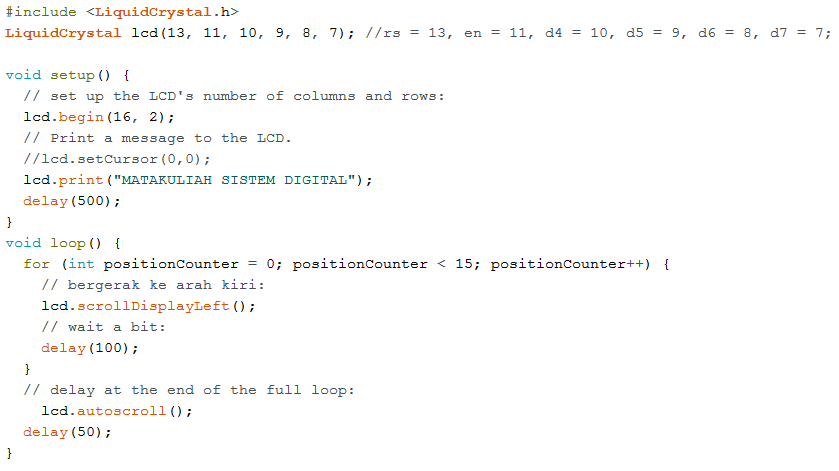 #include <LiquidCrystal.h>
LiquidCrystal lcd(13, 11, 10, 9, 8, 7); //rs = 13, en = 11, d4 = 10, d5 = 9, d6 = 8, d7 = 7;

void setup() {
  // set up the LCD's number of columns and rows:
  lcd.begin(16, 2);
  // Print a message to the LCD.
  //lcd.setCursor(0,0);
  lcd.print("MATAKULIAH SISTEM DIGITAL");
  delay(500);
}
void loop() {
  for (int positionCounter = 0; positionCounter < 15; positionCounter++) {
    // bergerak ke arah kiri:
    lcd.scrollDisplayLeft();
    // wait a bit:
    delay(100);
  }
  // delay at the end of the full loop:
    lcd.autoscroll();
  delay(50);
}